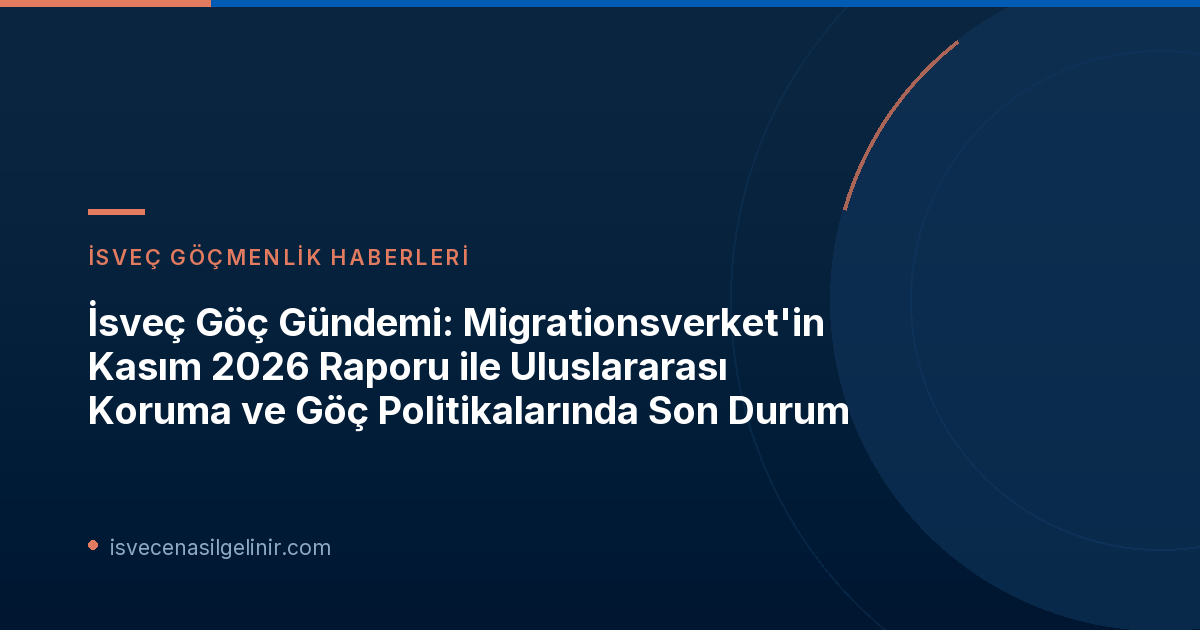 İSVEÇ GÖÇMENLİK HABERLERİ
İsveç Göç Gündemi: Migrationsverket'in
Kasım 2026 Raporu ile Uluslararası
Koruma ve Göç Politikalarında Son Durum
isvecenasilgelinir.com